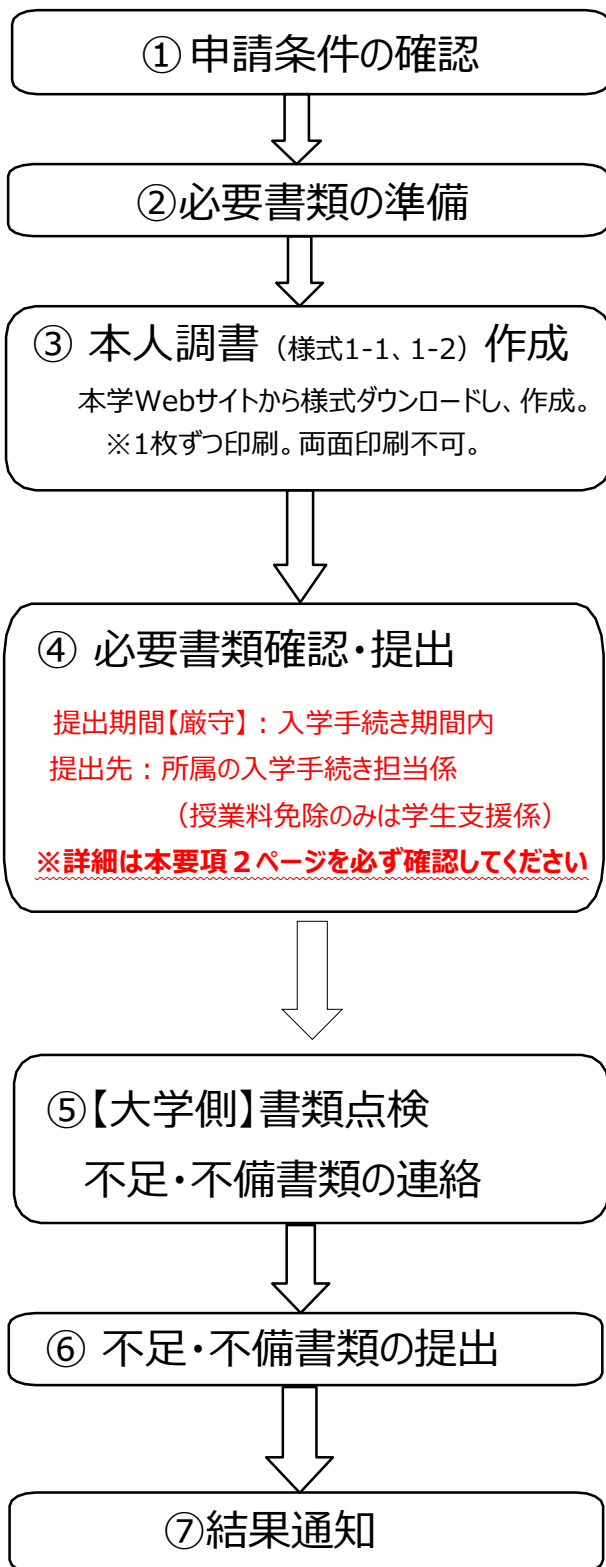 ①申請条件の確認
②必要書類の準備
③ 本人調書（様式1-1、1-2）作成
本学Webサイトから様式ダウンロードし、作成。
※1枚ずつ印刷。両面印刷不可。
④ 必要書類確認・提出
提出期間【厳守】：入学手続き期間内
提出先：所属の入学手続き担当係
（授業料免除のみは学生支援係）
※詳細は本要項２ページを必ず確認してください
⑤【大学側】書類点検
不足・不備書類の連絡
⑥ 不足・不備書類の提出
⑦結果通知